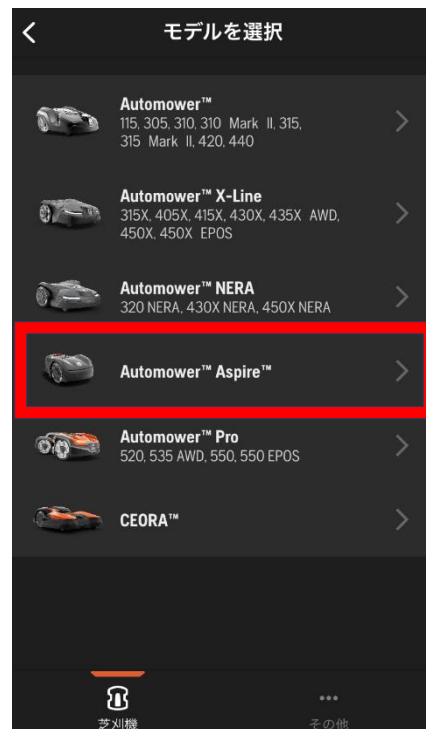 モデルを選択
Automower™
115, 305, 310, 310 Mark II, 315,
315 Mark II, 420, 440
Automower™ X-Line
315X, 405X, 415X, 430X, 435X AWD,
450X, 450X EPOS
Automower™ NERA
320 NERA, 430X NERA, 450X NERA
Automower™ Aspire™
Automower™ Pro
520, 535 AWD, 550, 550 EPOS
CEORA™
芝刈機 その他